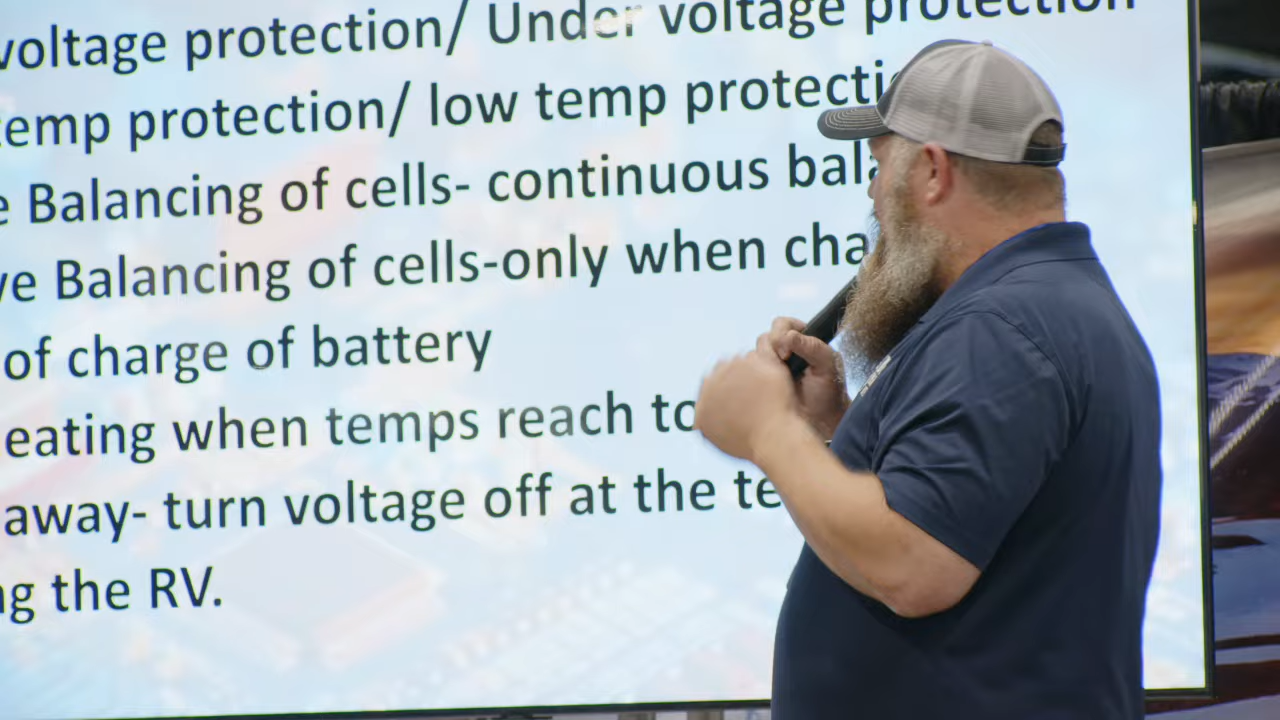 voltage protection/ Under voltage protection
temp protection/ low temp protecti
e Balancing of cells- continuous bala
ve Balancing of cells-only when cha
of charge of battery
eating when temps reach to
away- turn voltage off at the te
ng the RV.